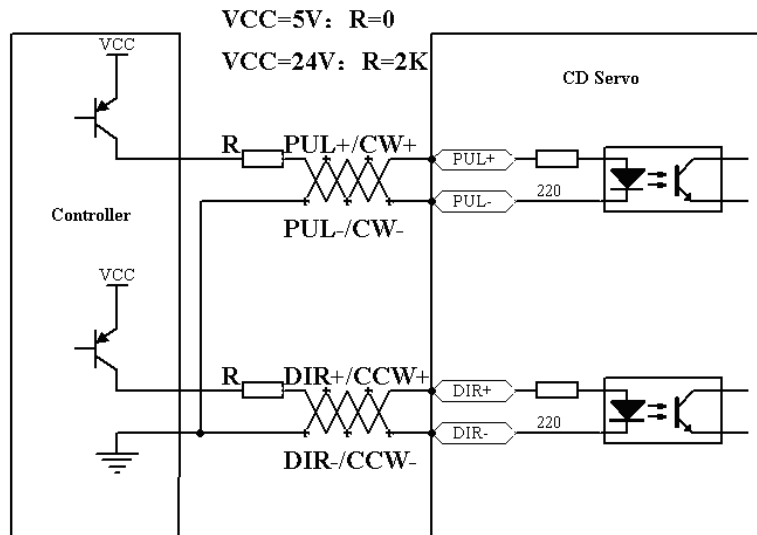 VCC=5V：R=0
VCC=24V：R=2K
VCC
CD Servo
R
PUL+/CW+
PUL+
220
PUL-
PUL-/CW-
Controller
VCC
R
DIR+/CCW+
DIR+
220
DIR-
DIR-/CCW-